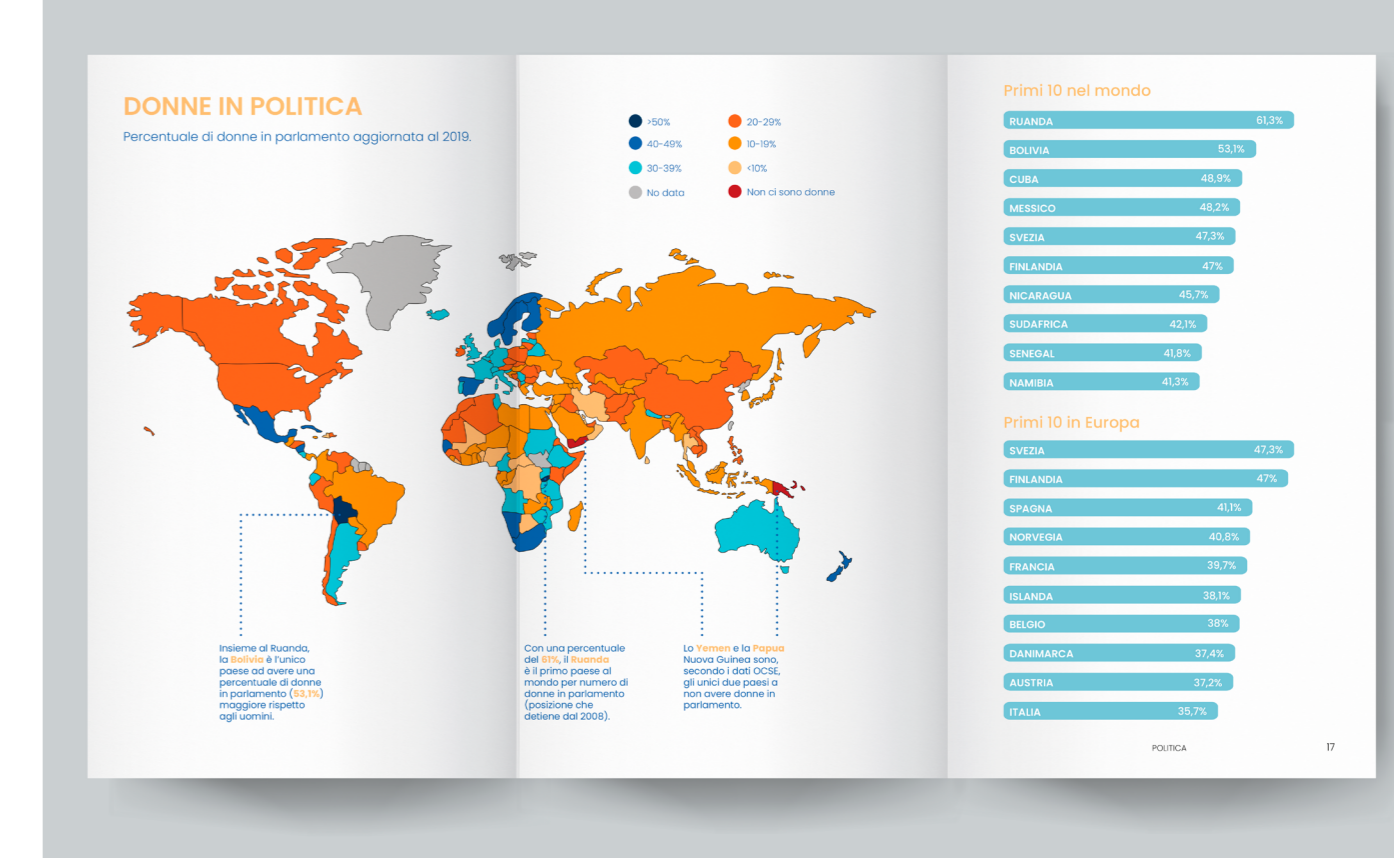 DONNE IN POLITICA
Percentuale di donne in parlamento aggiornata al 2019.
>50%
40-49%
30-39%
No data
20-29%
10-19%
<10%
Non ci sono donne
Insieme al Ruanda,
la Bolivia è l'unico
paese ad avere una
percentuale di donne
in parlamento (53,1%)
maggiore rispetto
agli uomini.
Con una percentuale
del 61%, il Ruanda
è il primo paese al
mondo per numero di
donne in parlamento
(posizione che
detiene dal 2008).
Lo Yemen e la Papua
Nuova Guinea sono,
secondo i dati OCSE,
gli unici due paesi a
non avere donne in
parlamento.
Primi 10 nel mondo
RUANDA 61,3%
BOLIVIA 53,1%
CUBA 48,9%
MESSICO 48,2%
SVEZIA 47,3%
FINLANDIA 47%
NICARAGUA 45,7%
SUDAFRICA 42,1%
SENEGAL 41,8%
NAMIBIA 41,3%
Primi 10 in Europa
SVEZIA 47,3%
FINLANDIA 47%
SPAGNA 41,1%
NORVEGIA 40,8%
FRANCIA 39,7%
ISLANDA 38,1%
BELGIO 38%
DANIMARCA 37,4%
AUSTRIA 37,2%
ITALIA 35,7%
POLITICA 17